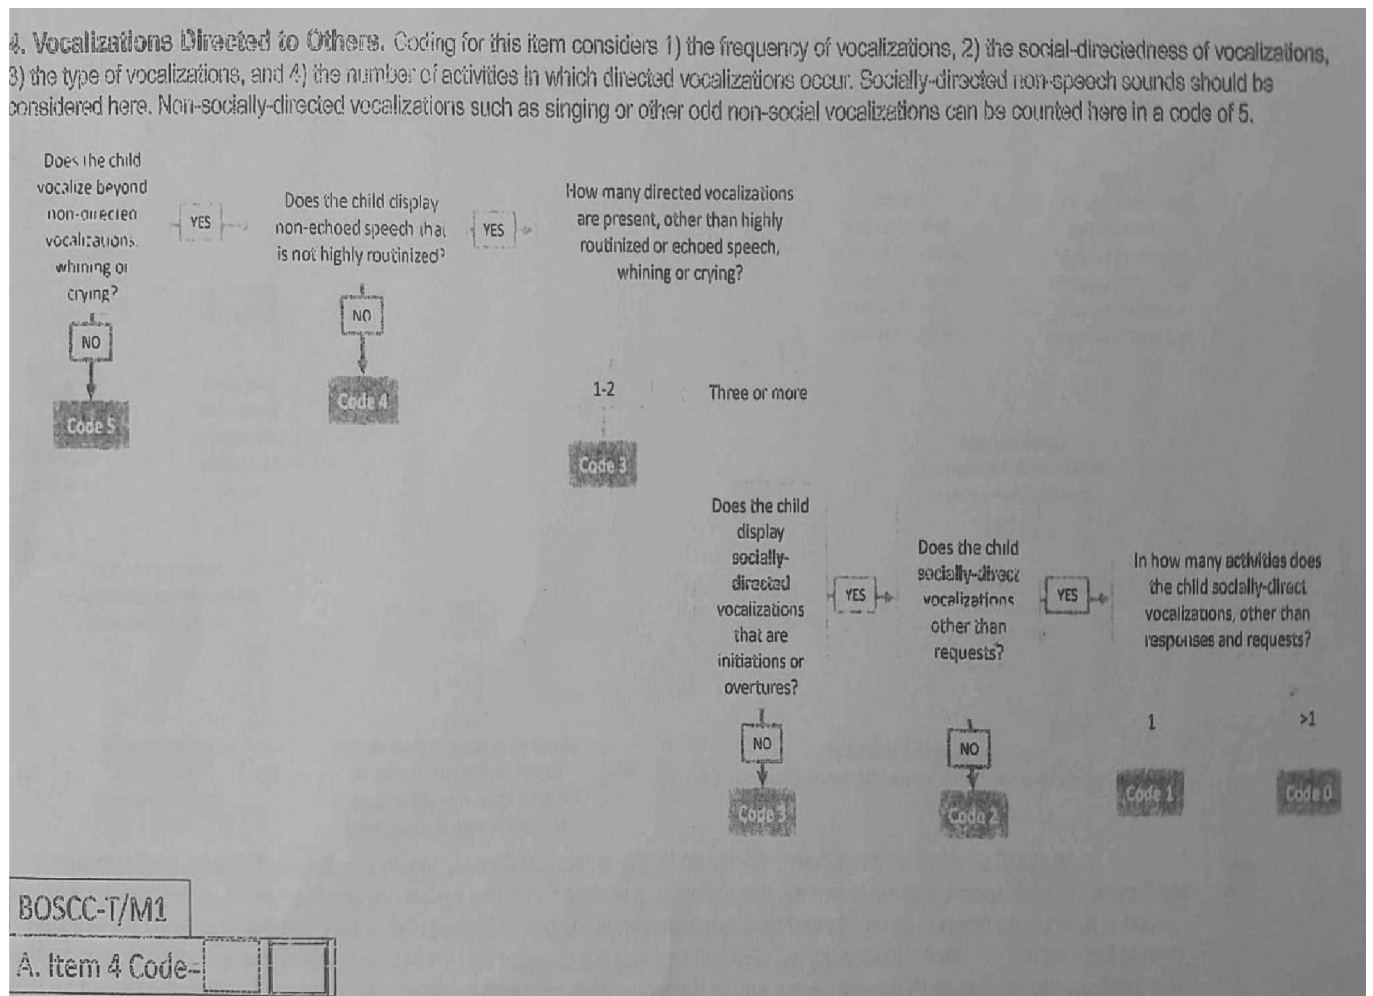 4. Vocalizations Directed to Others. Coding for this item considers 1) the frequency of vocalizations, 2) the social-directedness of vocalizations,
3) the type of vocalizations, and 4) the number of activities in which directed vocalizations occur. Socially-directed non-speech sounds should be
considered here. Non-socially-directed vocalizations such as singing or other odd non-social vocalizations can be counted here in a code of 5.
Does the child
vocalize beyond
non-directed
vocalizations,
whining or
crying?
YES
Does the child display
non-echoed speech that
is not highly routinized?
YES
How many directed vocalizations
are present, other than highly
routinized or echoed speech,
whining or crying?
NO
Code 5
NO
Code 4
1-2
Three or more
Code 3
Does the child
display
socially-
directed
vocalizations
that are
initiations or
overtures?
YES
Does the child
socially-direct
vocalizations
other than
requests?
YES
In how many activities does
the child socially-direct
vocalizations, other than
responses and requests?
NO
Code 3
NO
Code 2
1
>1
Code 1
Code 0
BOSCC-T/M1
A. Item 4 Code=